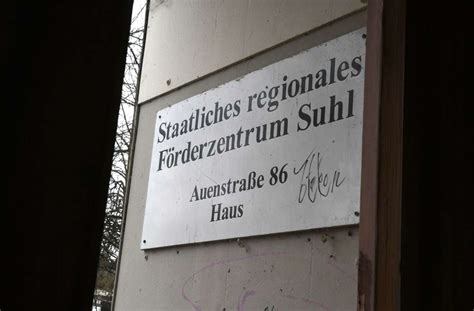 Staatliches regionales
Förderzentrum Suhl
Auenstraße 86
Haus